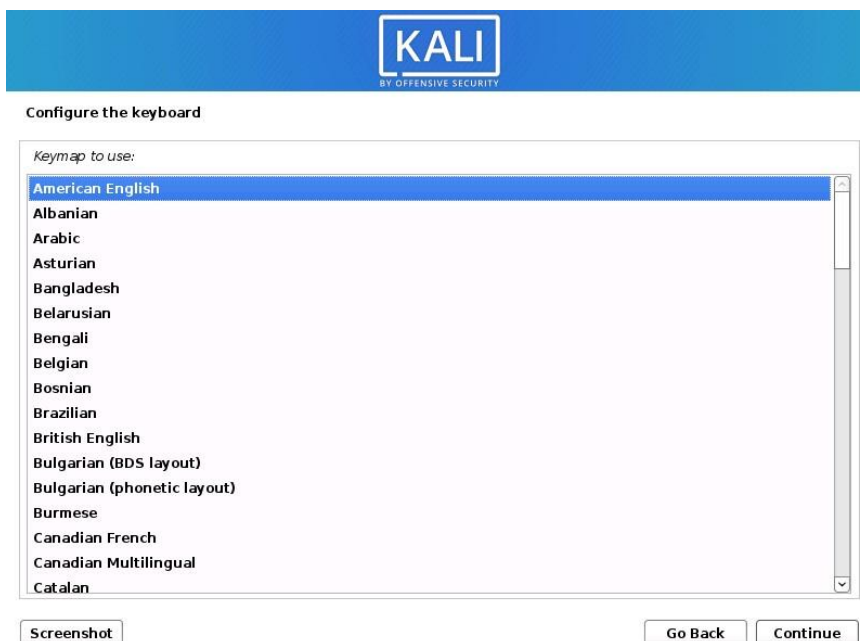 KALI
BY OFFENSIVE SECURITY
Configure the keyboard
Keymap to use:
American English
Albanian
Arabic
Asturian
Bangladesh
Belarusian
Bengali
Belgian
Bosnian
Brazilian
British English
Bulgarian (BDS layout)
Bulgarian (phonetic layout)
Burmese
Canadian French
Canadian Multilingual
Catalan
Screenshot
Go Back
Continue